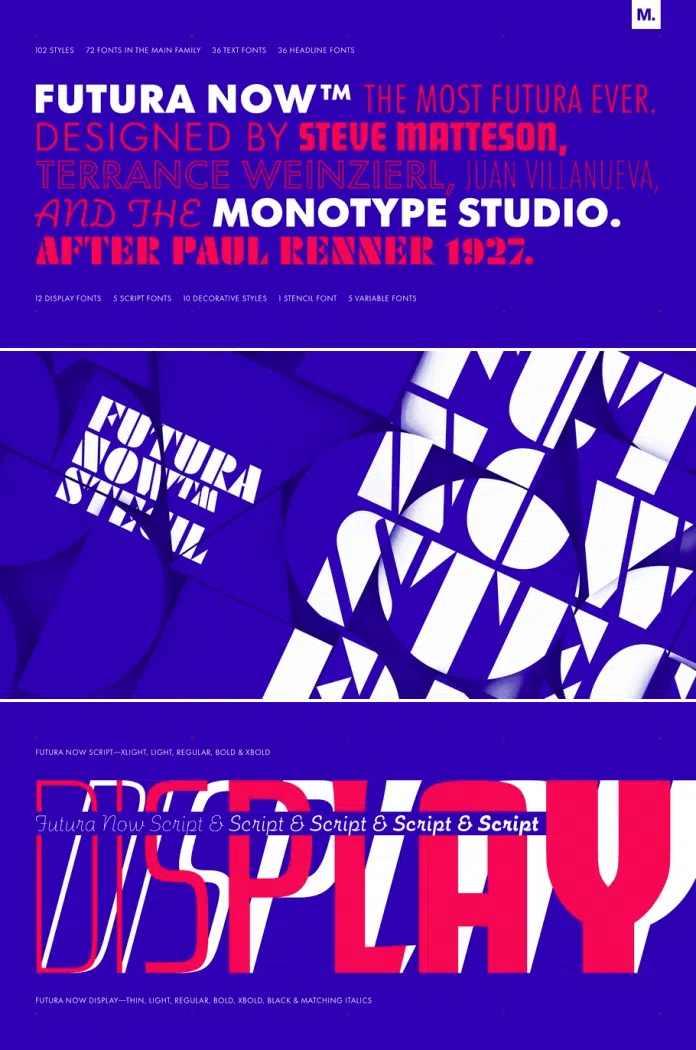 M.
102 STYLES 72 FONTS IN THE MAIN FAMILY 36 TEXT FONTS 36 HEADLINE FONTS
FUTURA NOW™ THE MOST FUTURA EVER.
DESIGNED BY STEVE MATTESON,
TERRANCE WEINZIERL, JUAN VILLANUEVA,
AND THE MONOTYPE STUDIO.
AFTER PAUL RENNER 1927.
12 DISPLAY FONTS 5 SCRIPT FONTS 10 DECORATIVE STYLES 1 STENCIL FONT 5 VARIABLE FONTS
FUTURA
NOW™
STECIL
FUT
NOW
STE
FUTURA NOW SCRIPT—XLIGHT, LIGHT, REGULAR, BOLD & XBOLD
DISPLAY
Futura Now Script & Script & Script & Script & Script
FUTURA NOW DISPLAY—THIN, LIGHT, REGULAR, BOLD, XBOLD, BLACK & MATCHING ITALICS